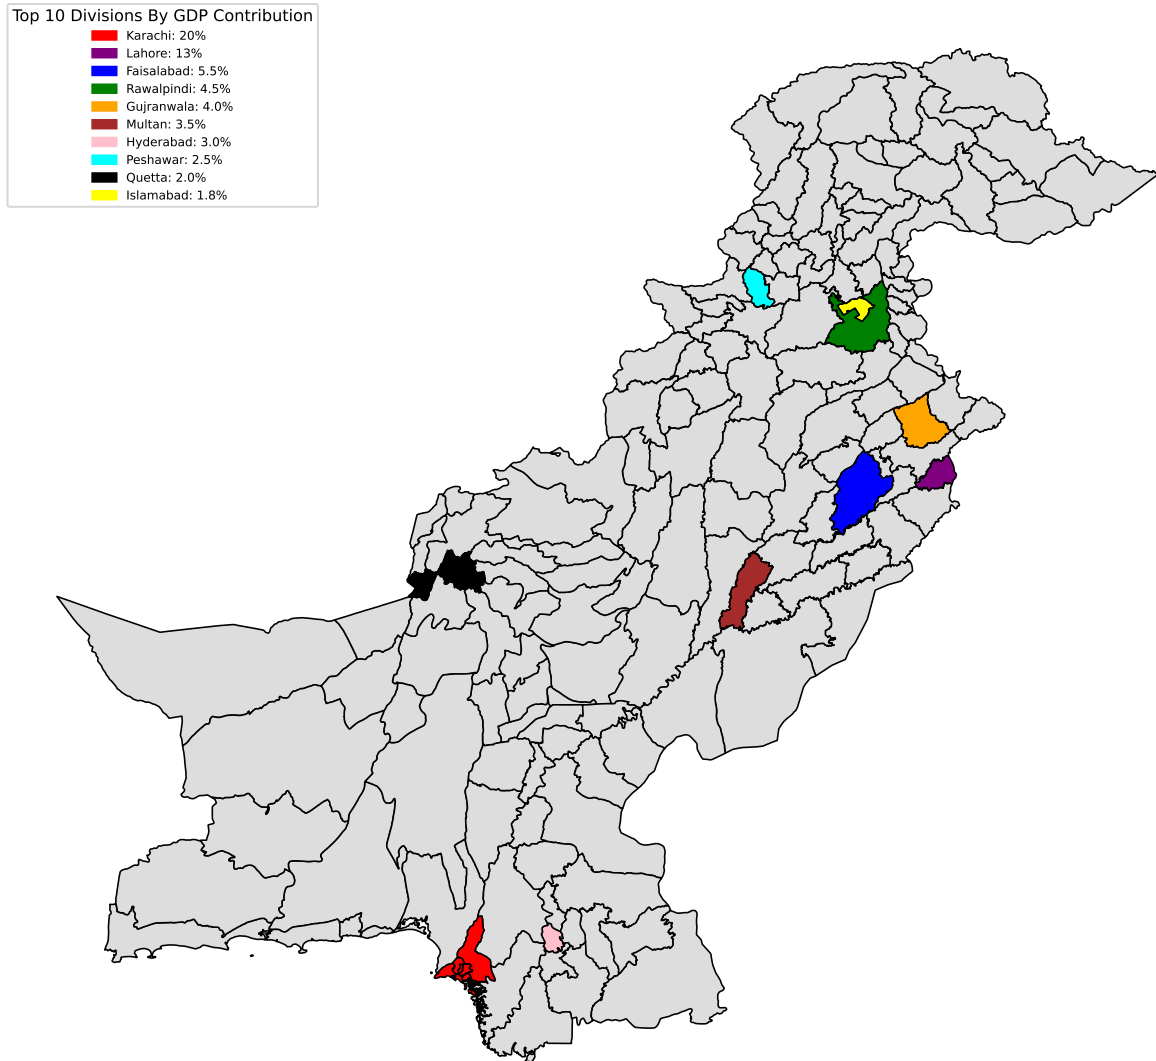 Top 10 Divisions By GDP Contribution
Karachi: 20%
Lahore: 13%
Faisalabad: 5.5%
Rawalpindi: 4.5%
Gujranwala: 4.0%
Multan: 3.5%
Hyderabad: 3.0%
Peshawar: 2.5%
Quetta: 2.0%
Islamabad: 1.8%